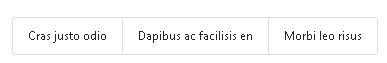 Cras justo odio
Dapibus ac facilisis en
Morbi leo risus